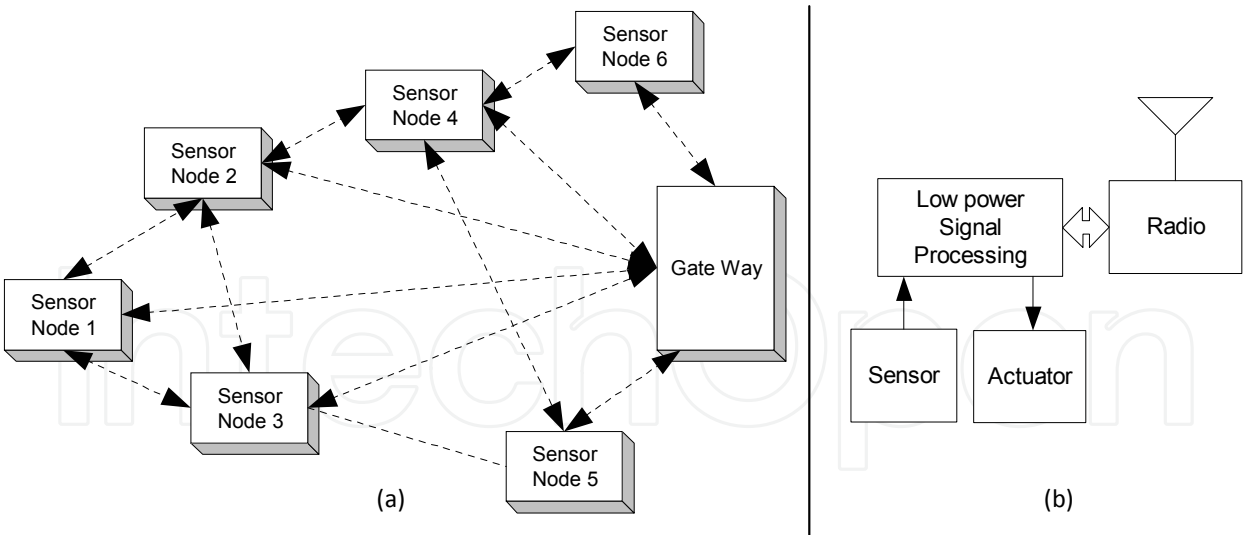 Sensor
Node 6
Sensor
Node 4
Sensor
Node 2
Gate Way
Sensor
Node 1
Sensor
Node 3
Sensor
Node 5
(a)
Low power
Signal
Processing
Radio
Sensor
Actuator
(b)
IntechOpen